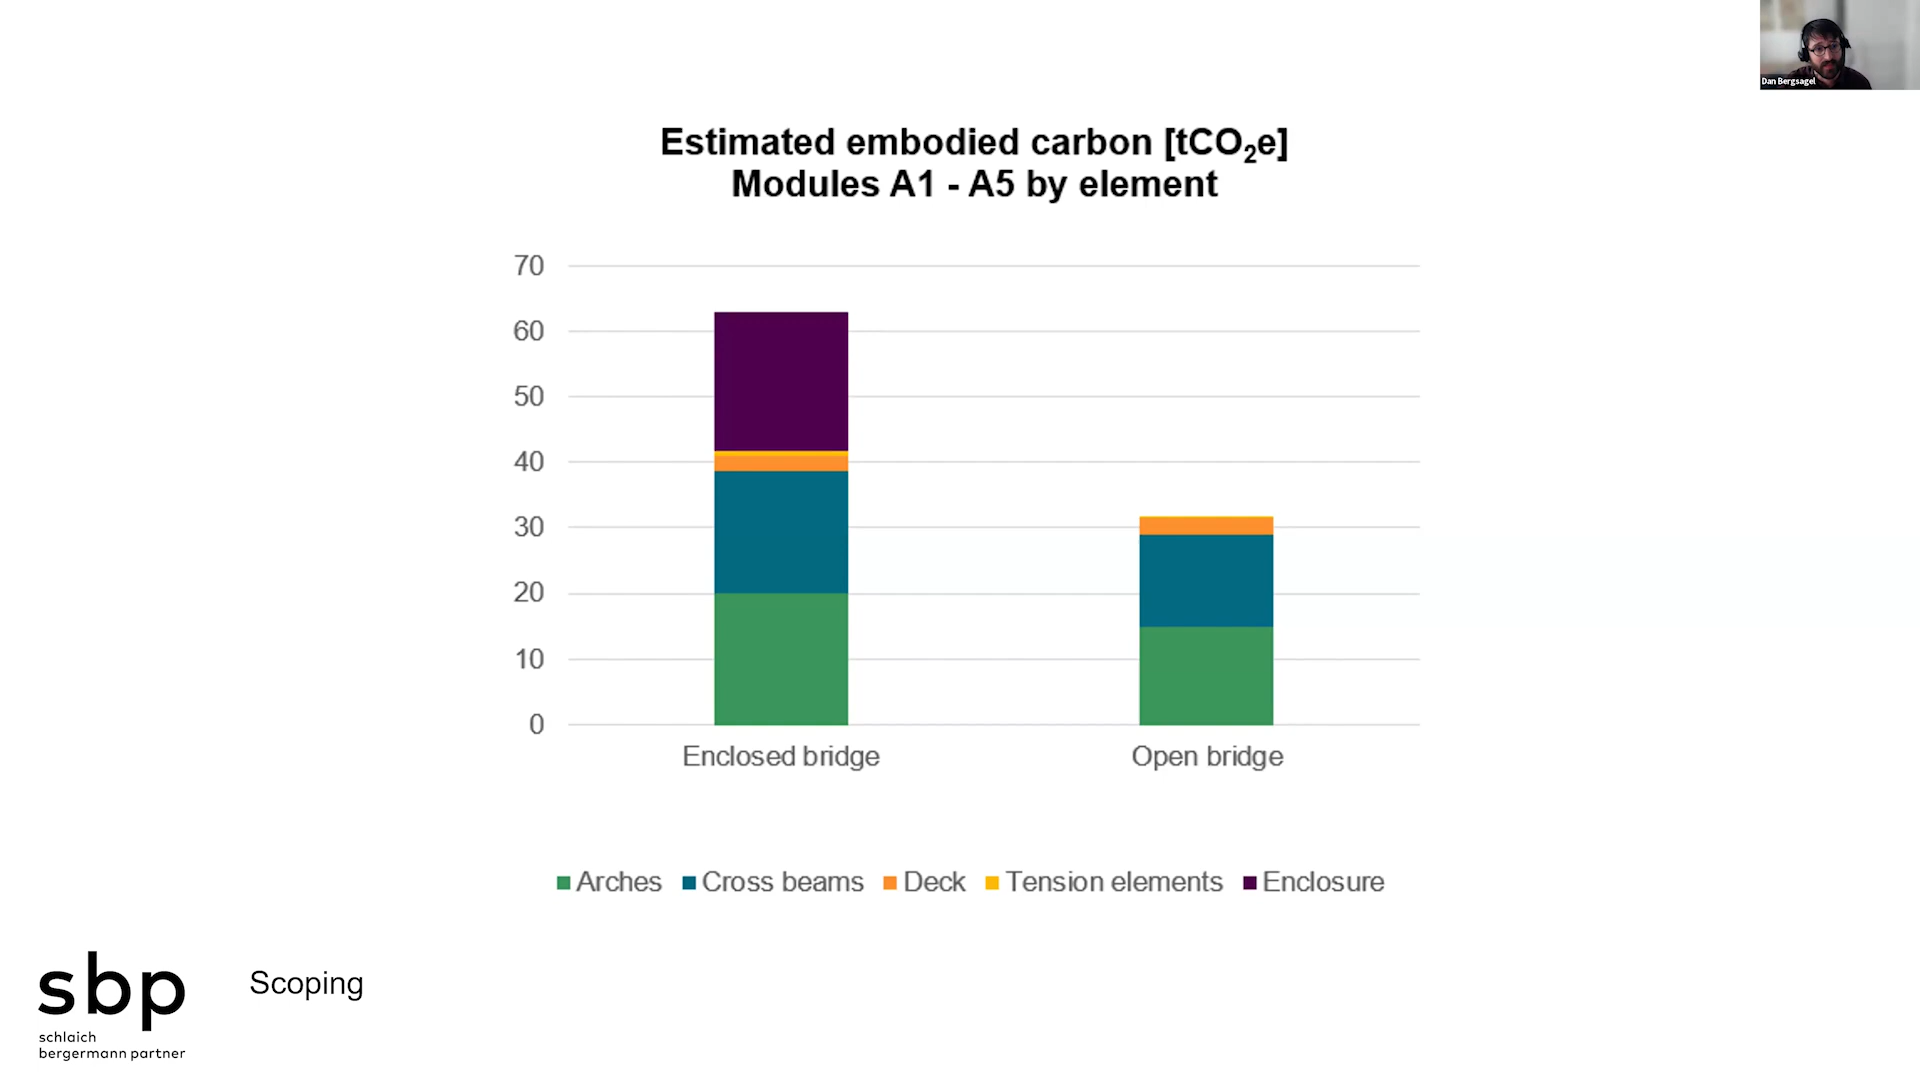 Dan Bergsagel
Estimated embodied carbon [tCO₂e]
Modules A1 - A5 by element
70
60
50
40
30
20
10
0
Enclosed bridge
Open bridge
Arches
Cross beams
Deck
Tension elements
Enclosure
sbp
schlaich
bergermann partner
Scoping